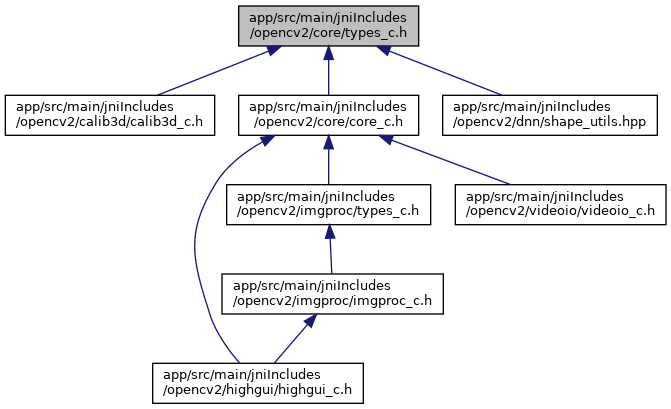 app/src/main/jniIncludes
/opencv2/core/types_c.h
app/src/main/jniIncludes
/opencv2/calib3d/calib3d_c.h
app/src/main/jniIncludes
/opencv2/core/core_c.h
app/src/main/jniIncludes
/opencv2/dnn/shape_utils.hpp
app/src/main/jniIncludes
/opencv2/imgproc/types_c.h
app/src/main/jniIncludes
/opencv2/videoio/videoio_c.h
app/src/main/jniIncludes
/opencv2/imgproc/imgproc_c.h
app/src/main/jniIncludes
/opencv2/highgui/highgui_c.h